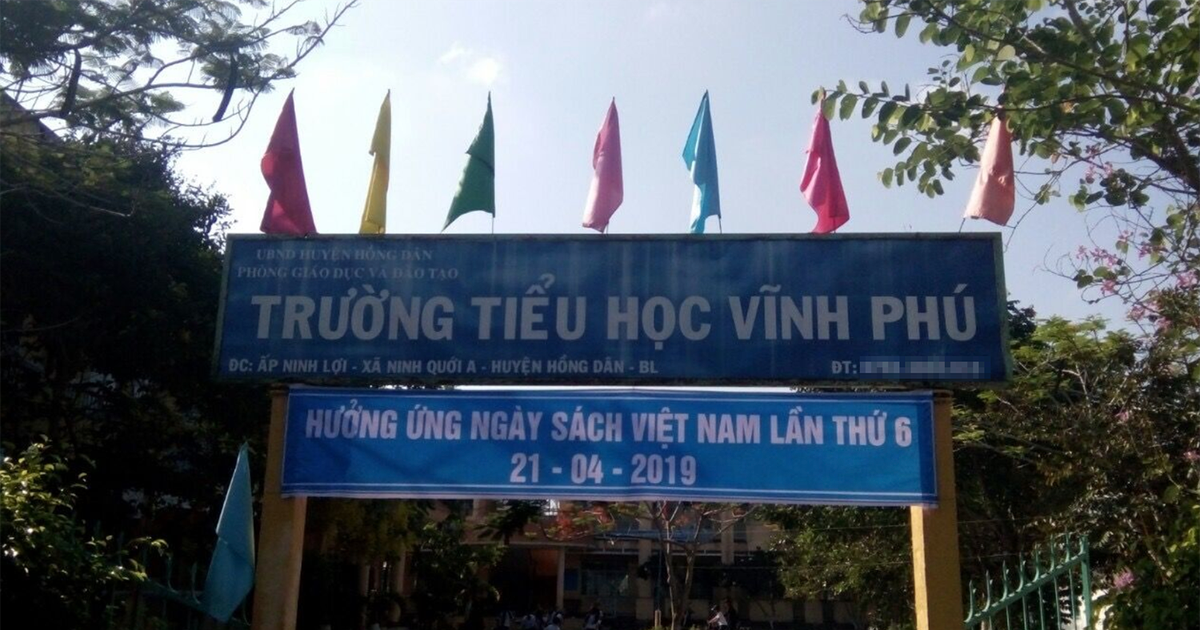 UBND HUYỆN HỒNG DÂN
PHÒNG GIÁO DỤC VÀ ĐÀO TẠO
TRƯỜNG TIỂU HỌC VĨNH PHÚ
ĐC: ẤP NINH LỢI - XÃ NINH QUỚI A - HUYỆN HỒNG DÂN - BL ĐT:
HƯỞNG ỨNG NGÀY SÁCH VIỆT NAM LẦN THỨ 6
21 - 04 - 2019